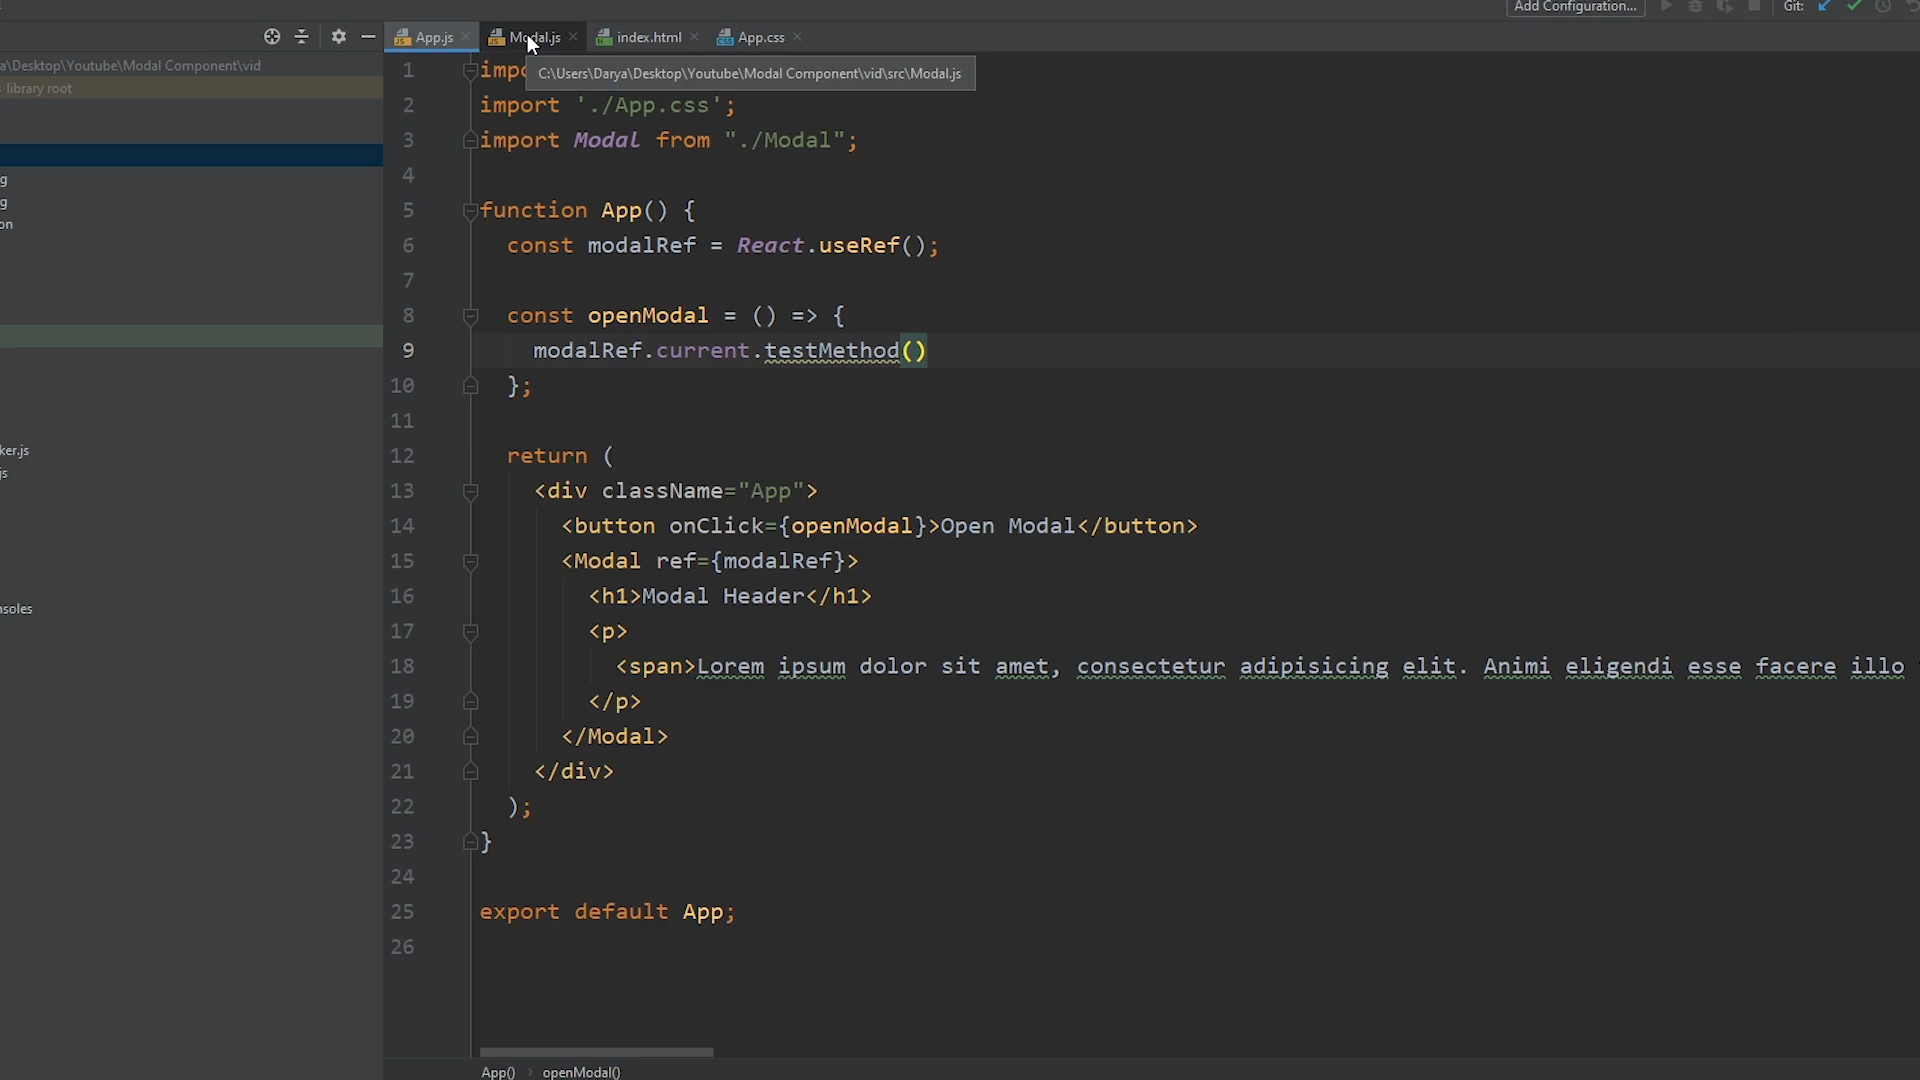 Add Configuration...
Git:
App.js
Modal.js
index.html
App.css
a\Desktop\Youtube\Modal Component\vid
C:\Users\Darya\Desktop\Youtube\Modal Component\vid\src\Modal.js
library root
g
g
on
ker.js
js
nsoles
1 impo
2 import './App.css';
3 import Modal from "./Modal";
4
5 function App() {
6 const modalRef = React.useRef();
7
8 const openModal = () => {
9 modalRef.current.testMethod()
10 };
11
12 return (
13 <div className="App">
14 <button onClick={openModal}>Open Modal</button>
15 <Modal ref={modalRef}>
16 <h1>Modal Header</h1>
17 <p>
18 <span>Lorem ipsum dolor sit amet, consectetur adipisicing elit. Animi eligendi esse facere illo
19 </p>
20 </Modal>
21 </div>
22 );
23 }
24
25 export default App;
26
App() › openModal()